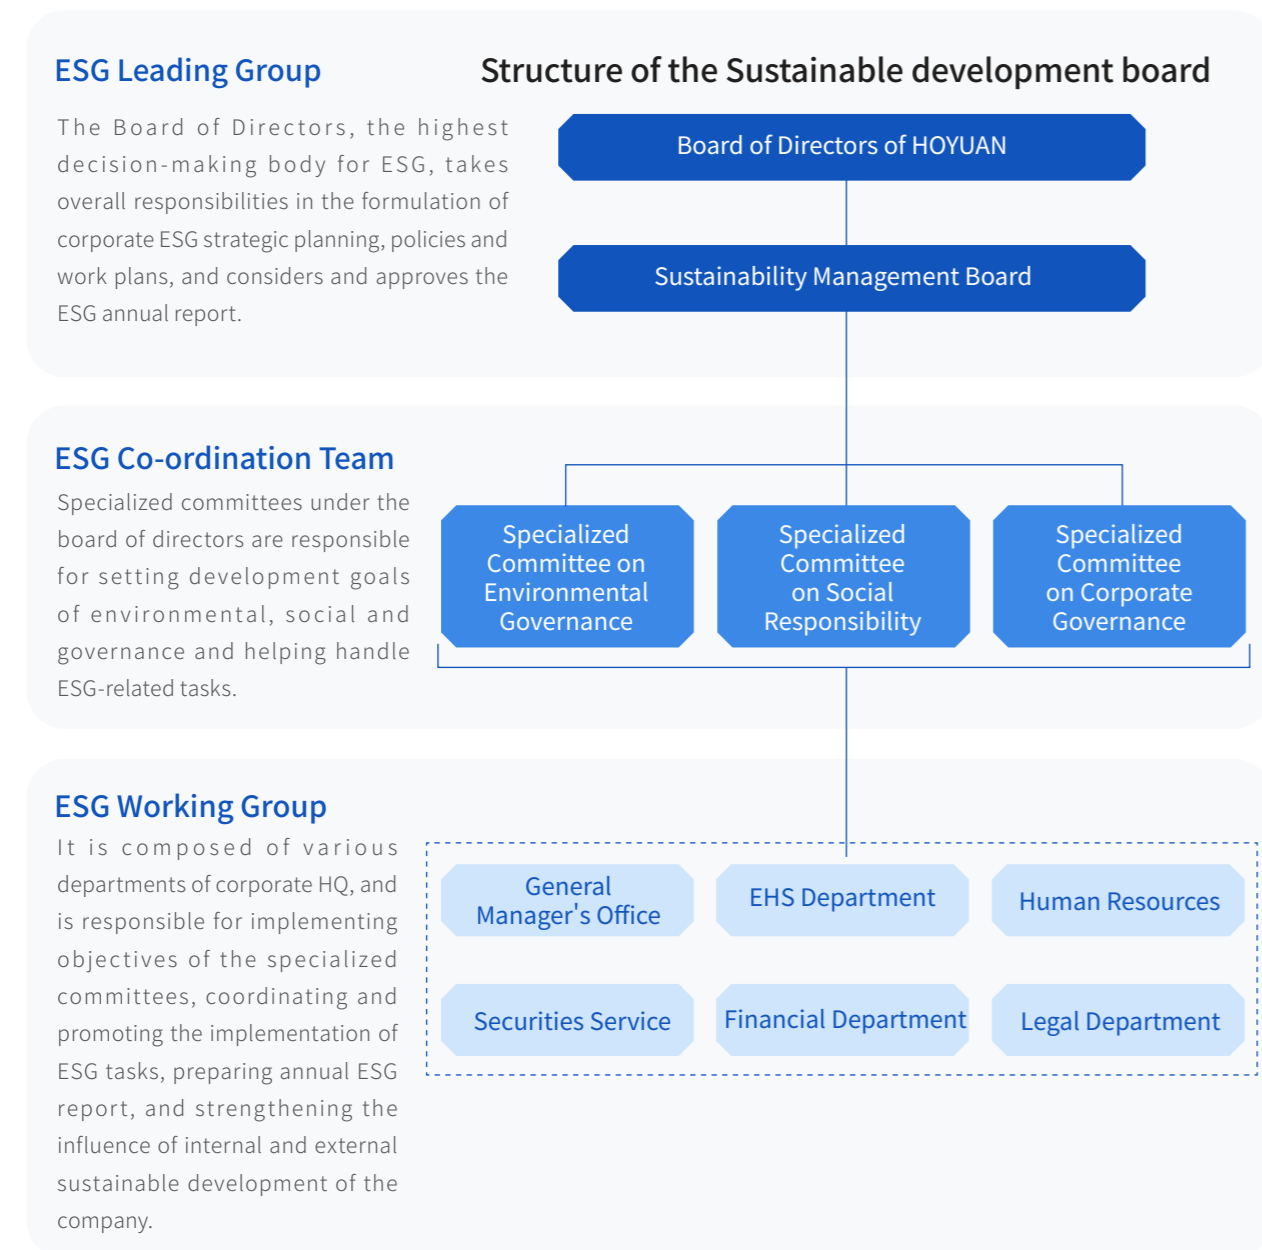 ESG Leading Group
Structure of the Sustainable development board
The Board of Directors, the highest
decision-making body for ESG, takes
overall responsibilities in the formulation of
corporate ESG strategic planning, policies and
work plans, and considers and approves the
ESG annual report.
Board of Directors of HOYUAN
Sustainability Management Board
ESG Co-ordination Team
Specialized committees under the
board of directors are responsible
for setting development goals
of environmental, social and
governance and helping handle
ESG-related tasks.
Specialized
Committee on
Environmental
Governance
Specialized
Committee
on Social
Responsibility
Specialized
Committee
on Corporate
Governance
ESG Working Group
It is composed of various
departments of corporate HQ, and
is responsible for implementing
objectives of the specialized
committees, coordinating and
promoting the implementation of
ESG tasks, preparing annual ESG
report, and strengthening the
influence of internal and external
sustainable development of the
company.
General
Manager's Office
EHS Department
Human Resources
Securities Service
Financial Department
Legal Department